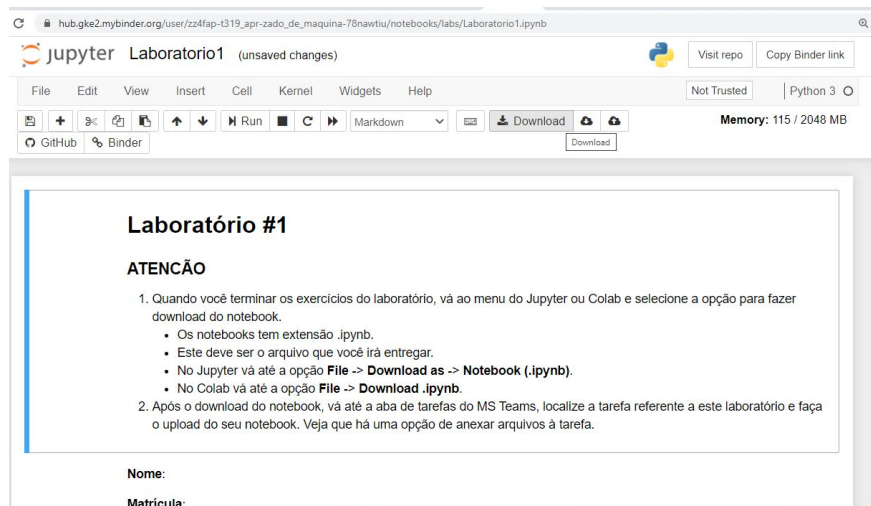 hub.gke2.mybinder.org/user/zz4fap-t319_apr-zado_de_maquina-78nawtiu/notebooks/labs/Laboratorio1.ipynb
jupyter Laboratorio1 (unsaved changes)
Visit repo Copy Binder link
File Edit View Insert Cell Kernel Widgets Help
Not Trusted Python 3
Run Markdown Download
Memory: 115 / 2048 MB
GitHub Binder
Download
Laboratório #1
ATENCÃO
1. Quando você terminar os exercícios do laboratório, vá ao menu do Jupyter ou Colab e selecione a opção para fazer
download do notebook.
• Os notebooks tem extensão .ipynb.
• Este deve ser o arquivo que você irá entregar.
• No Jupyter vá até a opção File -> Download as -> Notebook (.ipynb).
• No Colab vá até a opção File -> Download .ipynb.
2. Após o download do notebook, vá até a aba de tarefas do MS Teams, localize a tarefa referente a este laboratório e faça
o upload do seu notebook. Veja que há uma opção de anexar arquivos à tarefa.
Nome:
Matrícula: